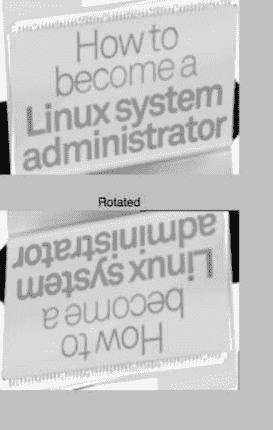 How to
become a
Linux system
administrator
Rotated
administrator
Linux system
become a
How to